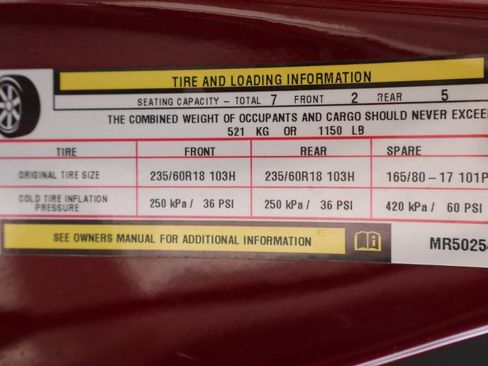 TIRE AND LOADING INFORMATION
SEATING CAPACITY – TOTAL 7 FRONT 2 REAR 5
THE COMBINED WEIGHT OF OCCUPANTS AND CARGO SHOULD NEVER EXCEE
521 KG OR 1150 LB
TIRE FRONT REAR SPARE
ORIGINAL TIRE SIZE 235/60R18 103H 235/60R18 103H 165/80–17 101P
COLD TIRE INFLATION PRESSURE 250 kPa / 36 PSI 250 kPa / 36 PSI 420 kPa / 60 PSI
SEE OWNERS MANUAL FOR ADDITIONAL INFORMATION
MR5025